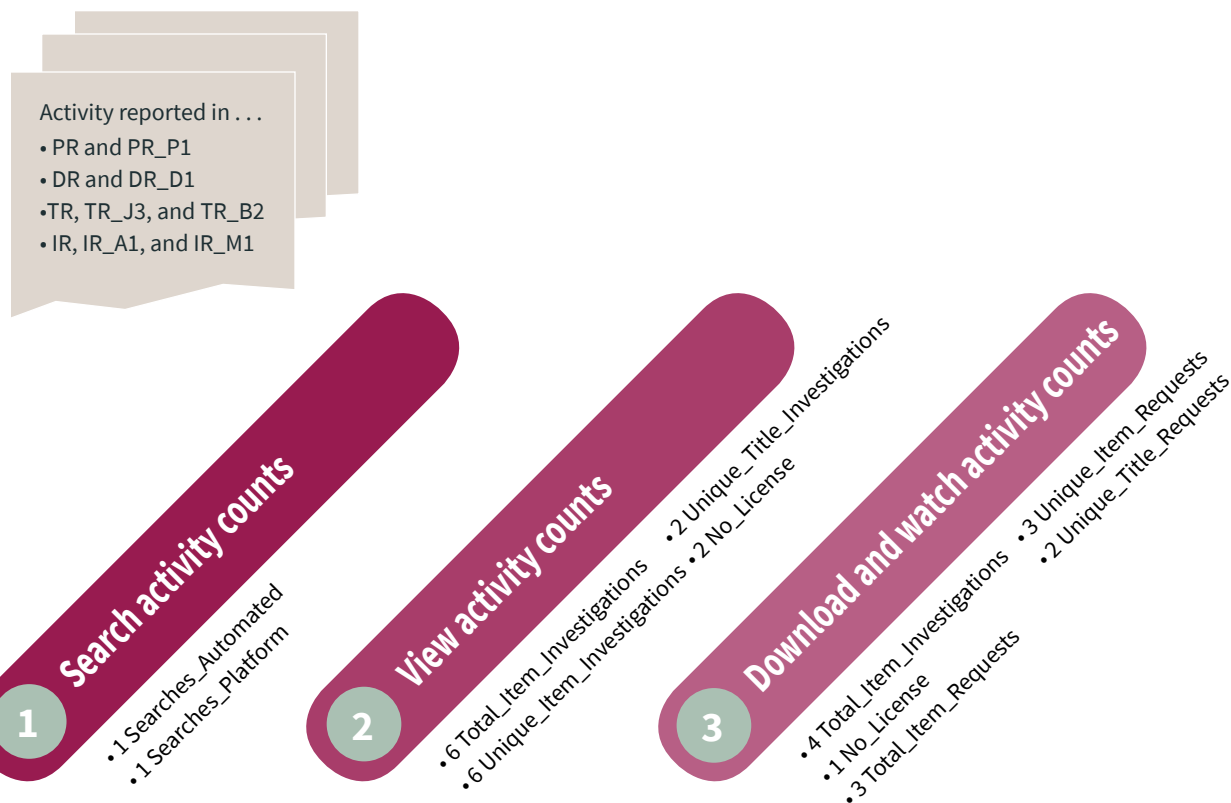 Activity reported in . . .
• PR and PR_P1
• DR and DR_D1
•TR, TR_J3, and TR_B2
• IR, IR_A1, and IR_M1
1
Search activity counts
• 1 Searches_Automated
• 1 Searches_Platform
2
View activity counts
• 6 Total_Item_Investigations
• 6 Unique_Item_Investigations
• 2 Unique_Title_Investigations
• 2 No_License
3
Download and watch activity counts
• 4 Total_Item_Investigations
• 1 No_License
• 3 Total_Item_Requests
• 3 Unique_Item_Requests
• 2 Unique_Title_Requests